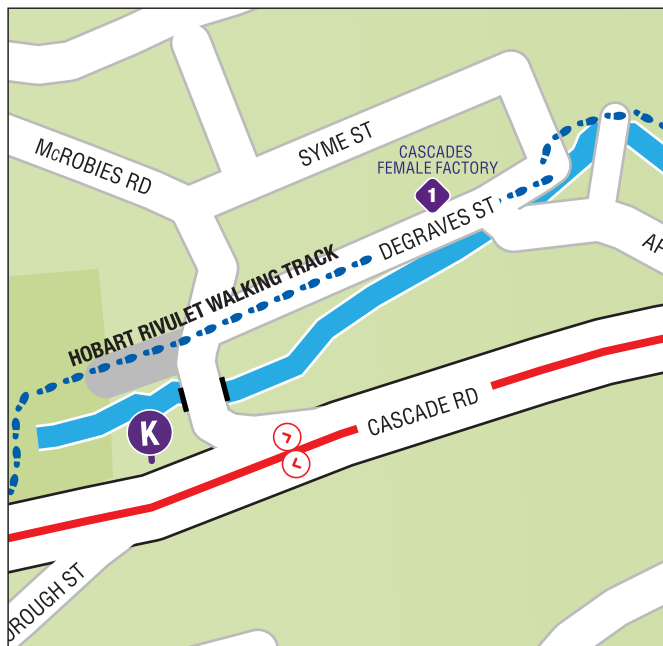 McROBIES RD
SYME ST
CASCADES
FEMALE FACTORY
1
DEGRAVES ST
HOBART RIVULET WALKING TRACK
K
CASCADE RD